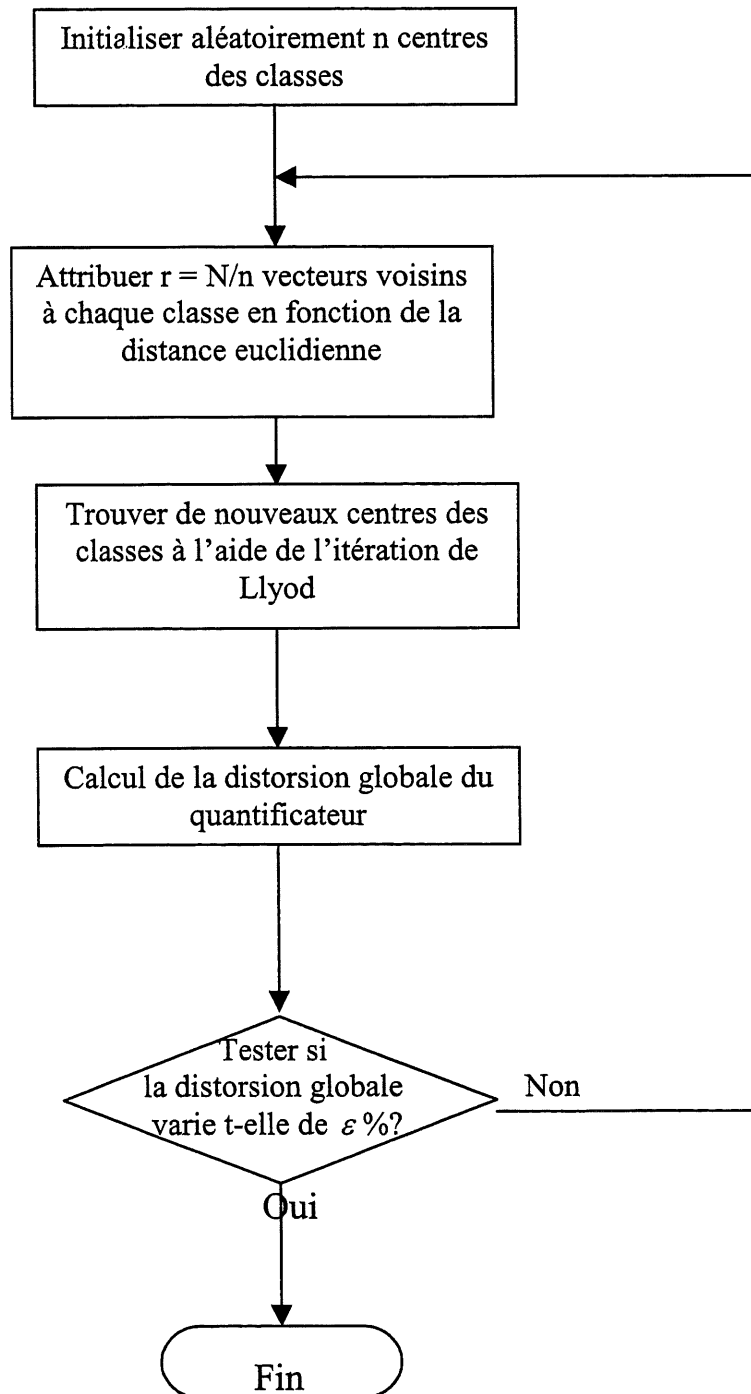 Initialiser aléatoirement n centres
des classes
Attribuer r = N/n vecteurs voisins
à chaque classe en fonction de la
distance euclidienne
Trouver de nouveaux centres des
classes à l'aide de l'itération de
Llyod
Calcul de la distorsion globale du
quantificateur
Tester si
la distorsion globale
varie t-elle de ε %?
Non
Oui
Fin